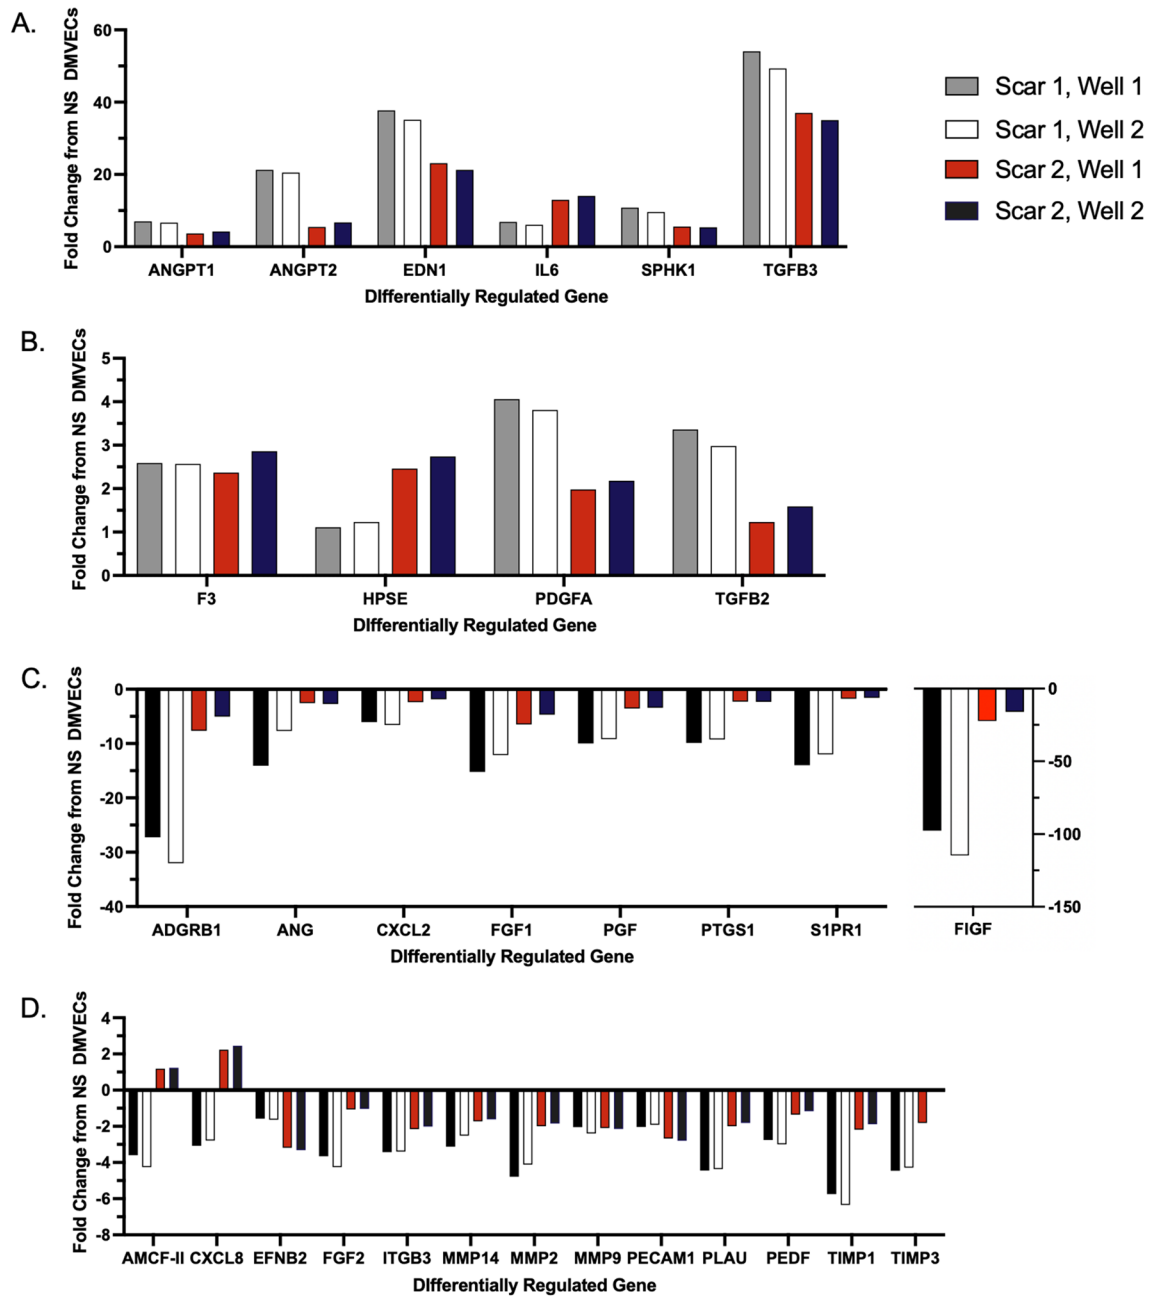 A.
Fold Change from NS DMVECs
60
40
20
0
ANGPT1 ANGPT2 EDN1 IL6 SPHK1 TGFB3
DIfferentially Regulated Gene
Scar 1, Well 1
Scar 1, Well 2
Scar 2, Well 1
Scar 2, Well 2
B.
Fold Change from NS DMVECs
5
4
3
2
1
0
F3 HPSE PDGFA TGFB2
DIfferentially Regulated Gene
C.
Fold Change from NS DMVECs
0
-10
-20
-30
-40
ADGRB1 ANG CXCL2 FGF1 PGF PTGS1 S1PR1
DIfferentially Regulated Gene
0
-50
-100
-150
FIGF
D.
Fold Change from NS DMVECs
4
2
0
-2
-4
-6
-8
AMCF-II CXCL8 EFNB2 FGF2 ITGB3 MMP14 MMP2 MMP9 PECAM1 PLAU PEDF TIMP1 TIMP3
DIfferentially Regulated Gene